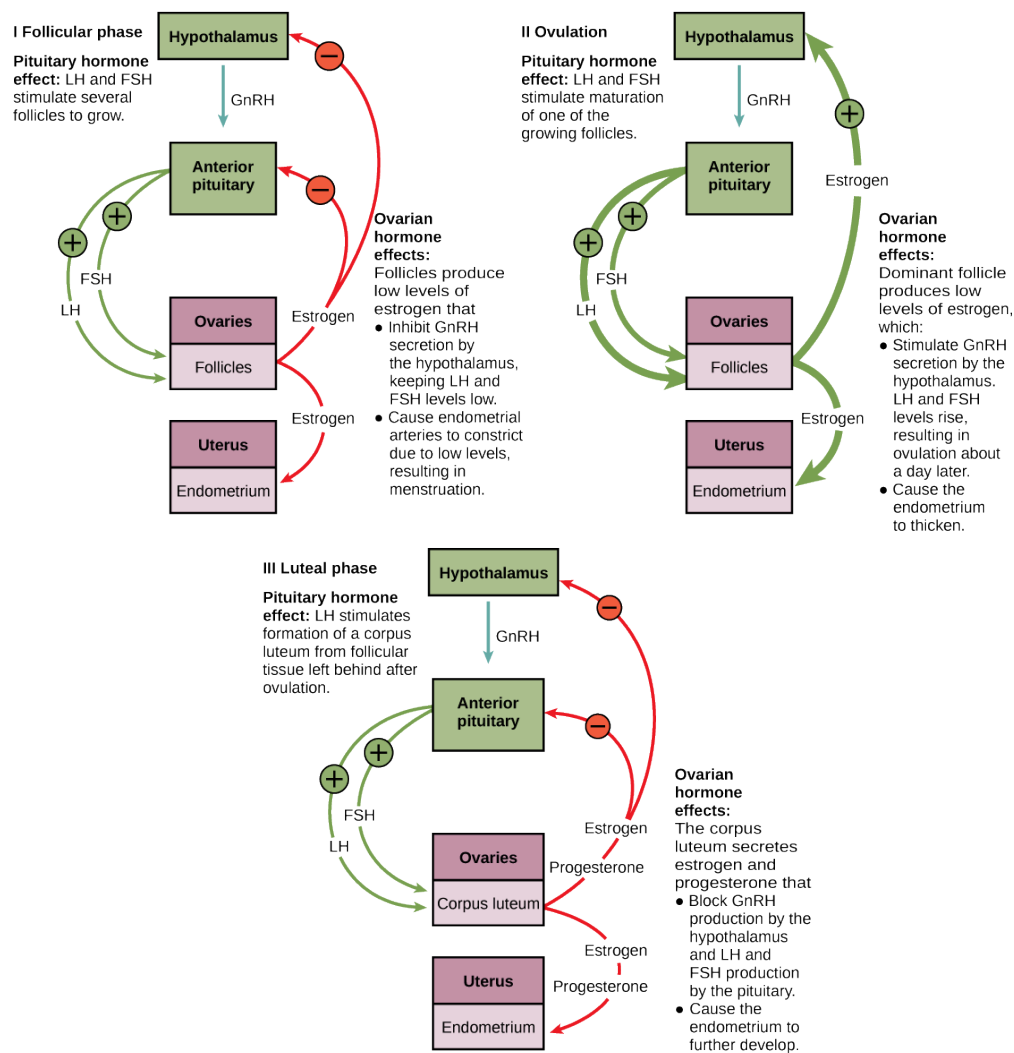 I Follicular phase
Pituitary hormone
effect: LH and FSH
stimulate several
follicles to grow.
Hypothalamus
−
GnRH
Anterior
pituitary
−
+
+
FSH
LH
Ovaries
Follicles
Estrogen
Estrogen
Uterus
Endometrium
Ovarian
hormone
effects:
Follicles produce
low levels of
estrogen that
● Inhibit GnRH
secretion by
the hypothalamus,
keeping LH and
FSH levels low.
● Cause endometrial
arteries to constrict
due to low levels,
resulting in
menstruation.
II Ovulation
Pituitary hormone
effect: LH and FSH
stimulate maturation
of one of the
growing follicles.
Hypothalamus
+
GnRH
Anterior
pituitary
Estrogen
+
+
FSH
LH
Ovaries
Follicles
Estrogen
Uterus
Endometrium
Ovarian
hormone
effects:
Dominant follicle
produces low
levels of estrogen,
which:
● Stimulate GnRH
secretion by the
hypothalamus.
LH and FSH
levels rise,
resulting in
ovulation about
a day later.
● Cause the
endometrium
to thicken.
III Luteal phase
Pituitary hormone
effect: LH stimulates
formation of a corpus
luteum from follicular
tissue left behind after
ovulation.
Hypothalamus
−
GnRH
Anterior
pituitary
−
+
+
FSH
LH
Ovaries
Corpus luteum
Estrogen
Progesterone
Estrogen
Progesterone
Uterus
Endometrium
Ovarian
hormone
effects:
The corpus
luteum secretes
estrogen and
progesterone that
● Block GnRH
production by the
hypothalamus
and LH and
FSH production
by the pituitary.
● Cause the
endometrium to
further develop.